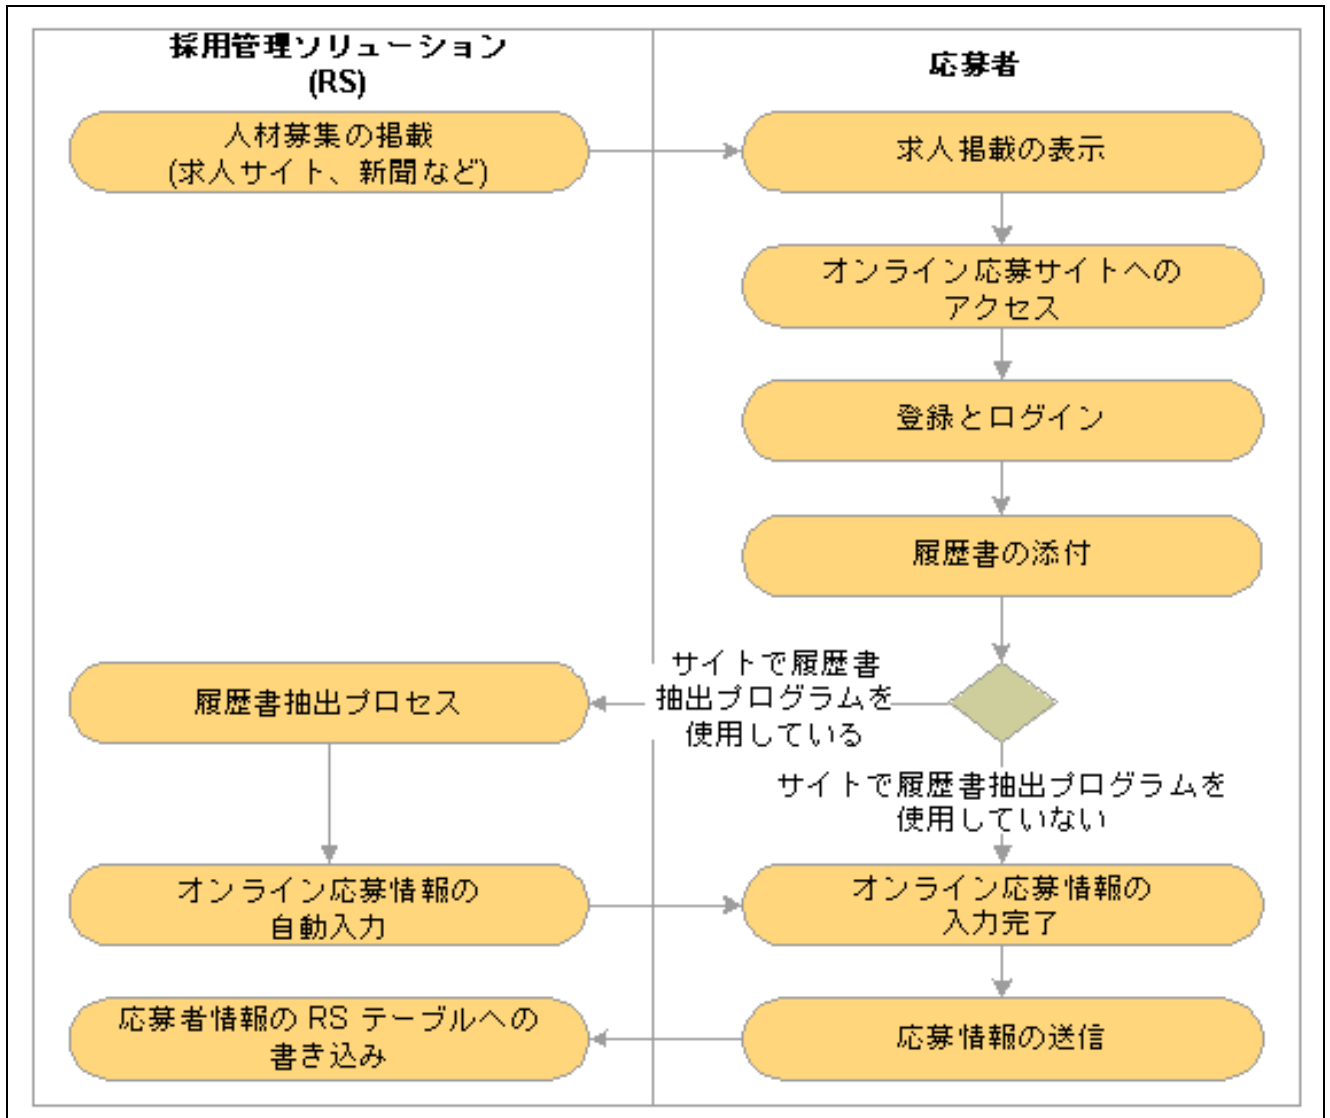 採用管理ソリューション
(RS)
応募者
人材募集の掲載
(求人サイト、新聞など)
求人掲載の表示
オンライン応募サイトへの
アクセス
登録とログイン
履歴書の添付
サイトで履歴書
抽出プログラムを
使用している
履歴書抽出プロセス
サイトで履歴書抽出プログラムを
使用していない
オンライン応募情報の
自動入力
オンライン応募情報の
入力完了
応募者情報の RS テーブルへの
書き込み
応募情報の送信